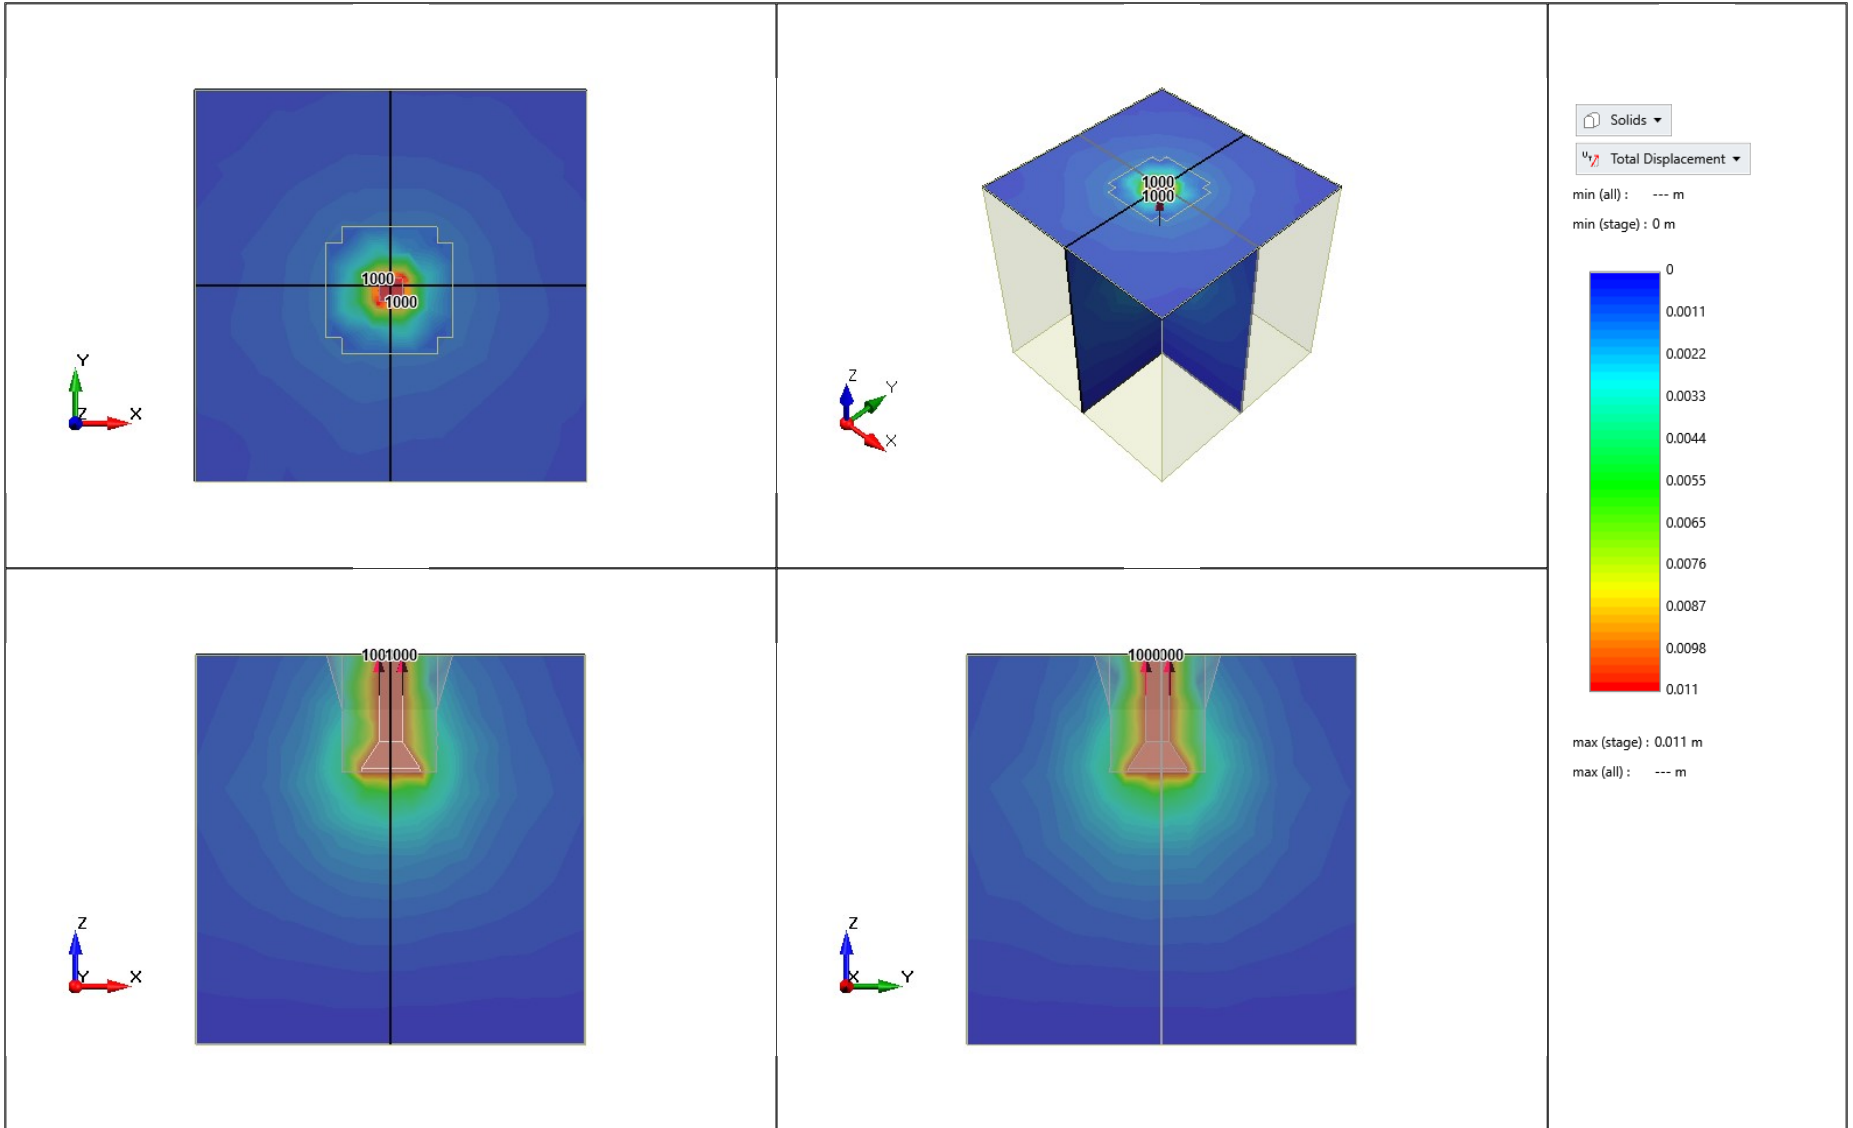 1000
1000
Y
Z
X
1000
1000
Z
Y
X
1001000
Z
Y
X
1000000
Z
X
Y
Solids
Total Displacement
min (all) : --- m
min (stage) : 0 m
0
0.0011
0.0022
0.0033
0.0044
0.0055
0.0065
0.0076
0.0087
0.0098
0.011
max (stage) : 0.011 m
max (all) : --- m